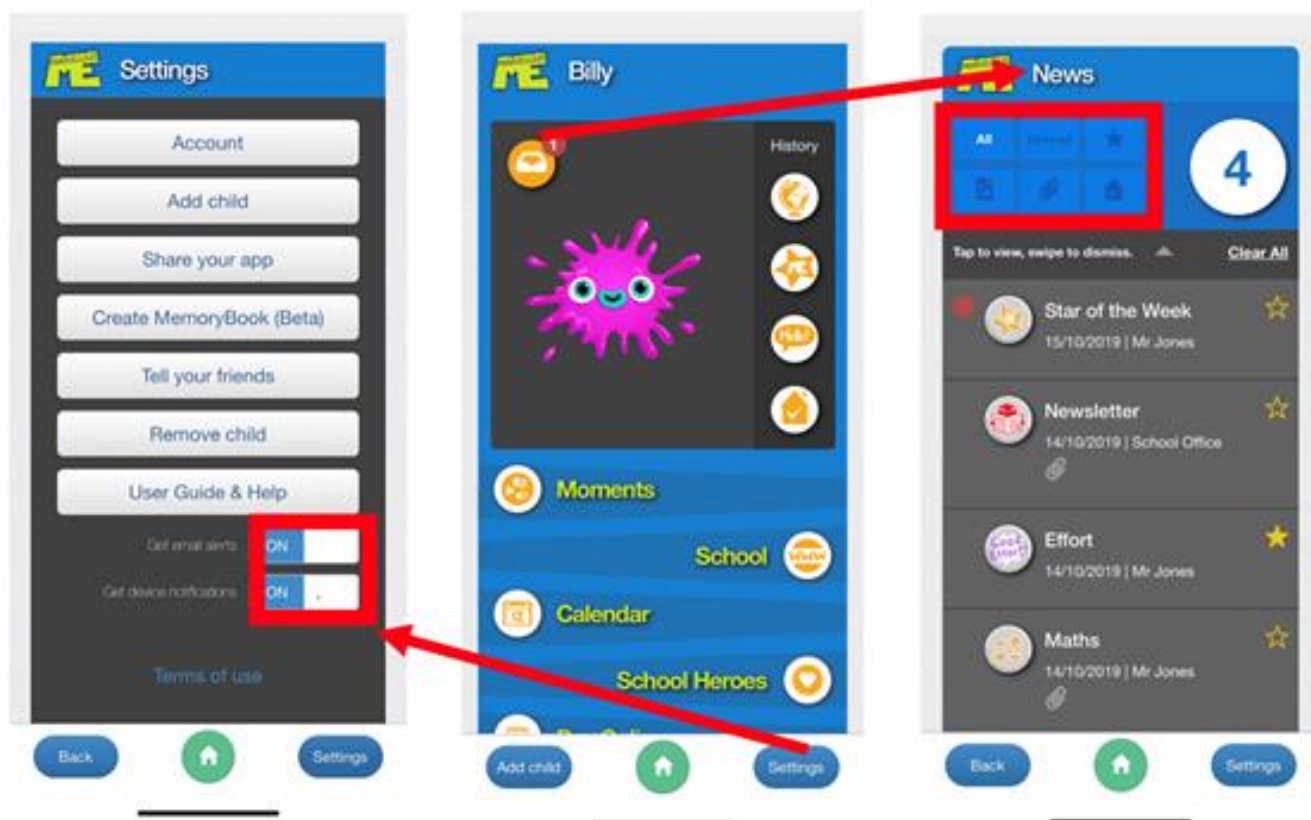 ME Settings
Account
Add child
Share your app
Create MemoryBook (Beta)
Tell your friends
Remove child
User Guide & Help
Get email alerts ON
Get device notifications ON
Terms of use
Back
Settings
ME Billy
1
History
Moments
School
www
Calendar
School Heroes
Add child
Settings
News
All
4
Tap to view, swipe to dismiss.
Clear All
Star of the Week
15/10/2019 | Mr Jones
Newsletter
14/10/2019 | School Office
Effort
14/10/2019 | Mr Jones
Maths
14/10/2019 | Mr Jones
Back
Settings